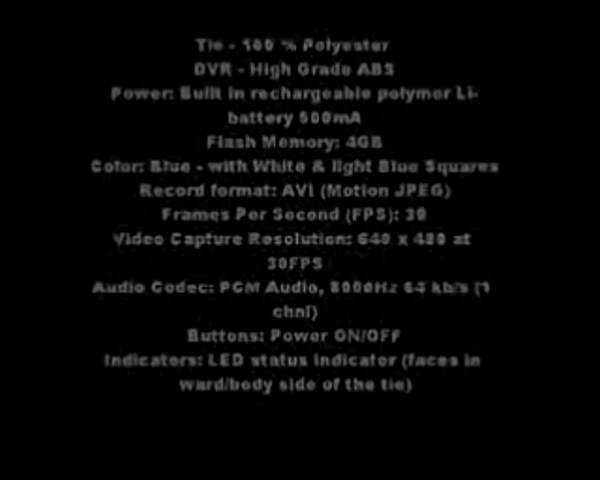 Tie - 100 % Polyester
DVR - High Grade ABS
Power: Built in rechargeable polymer Li-
battery 500mA
Flash Memory: 4GB
Color: Blue - with White & light Blue Squares
Record format: AVI (Motion JPEG)
Frames Per Second (FPS): 30
Video Capture Resolution: 640 x 480 at
30FPS
Audio Codec: PCM Audio, 8000Hz 64 kb/s (1
chnl)
Buttons: Power ON/OFF
Indicators: LED status indicator (faces in
ward/body side of the tie)